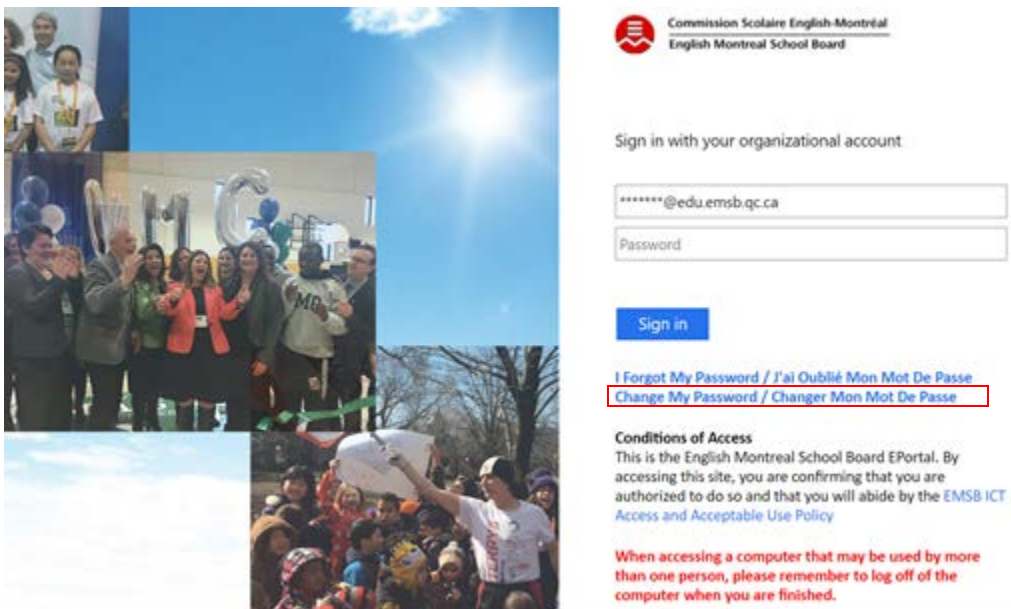 Commission Scolaire English-Montréal
English Montreal School Board
Sign in with your organizational account
*******@edu.emsb.qc.ca
Password
Sign in
I Forgot My Password / J'ai Oublié Mon Mot De Passe
Change My Password / Changer Mon Mot De Passe
Conditions of Access
This is the English Montreal School Board EPortal. By
accessing this site, you are confirming that you are
authorized to do so and that you will abide by the EMSB ICT
Access and Acceptable Use Policy
When accessing a computer that may be used by more
than one person, please remember to log off of the
computer when you are finished.